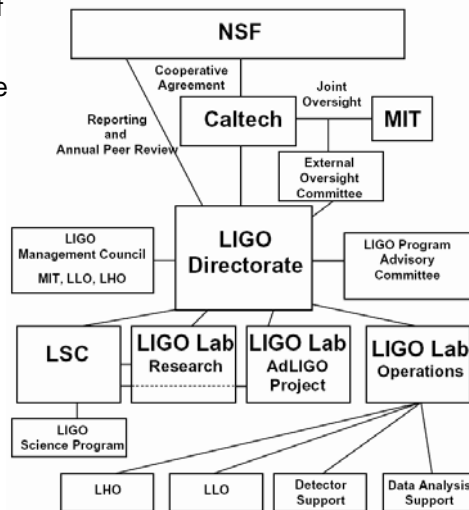 f
e
NSF
Cooperative
Agreement
Joint
Oversight
Reporting
and
Annual Peer Review
Caltech
MIT
External
Oversight
Committee
LIGO
Management Council
MIT, LLO, LHO
LIGO
Directorate
LIGO Program
Advisory
Committee
LSC
LIGO Lab
Research
LIGO Lab
AdLIGO
Project
LIGO Lab
Operations
LIGO
Science Program
LHO
LLO
Detector
Support
Data Analysis
Support